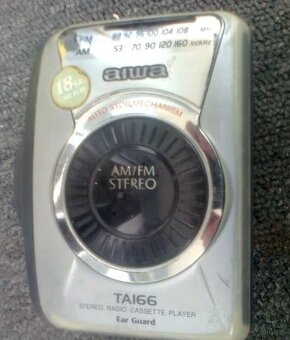 FM 88 92 96 100 104 108 MHz
AM 53 70 90 120 160 x10kHz
aiwa
18
AUTO STOP MECHANISM
AM/FM
STEREO
TA166
STEREO RADIO CASSETTE PLAYER
Ear Guard